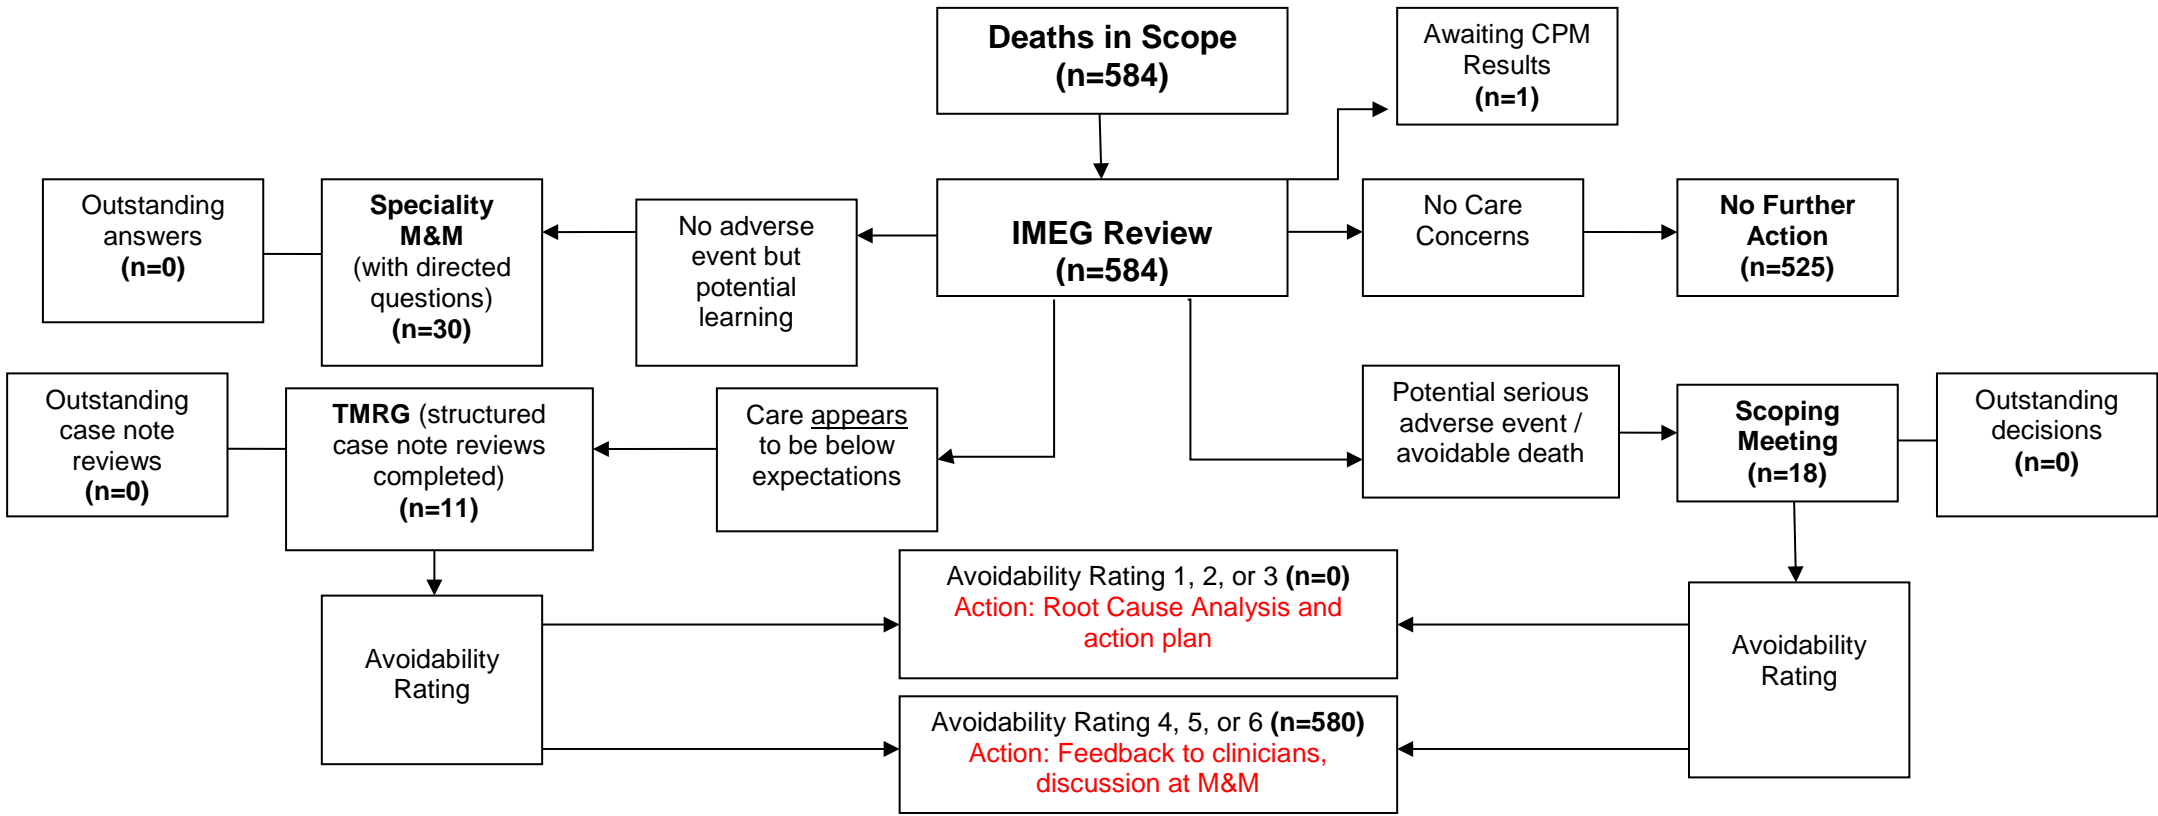 Deaths in Scope
(n=584)
Awaiting CPM
Results
(n=1)
Outstanding
answers
(n=0)
Speciality
M&M
(with directed
questions)
(n=30)
No adverse
event but
potential
learning
IMEG Review
(n=584)
No Care
Concerns
No Further
Action
(n=525)
Outstanding
case note
reviews
(n=0)
TMRG (structured
case note reviews
completed)
(n=11)
Care appears
to be below
expectations
Potential serious
adverse event /
avoidable death
Scoping
Meeting
(n=18)
Outstanding
decisions
(n=0)
Avoidability
Rating
Avoidability Rating 1, 2, or 3 (n=0)
Action: Root Cause Analysis and
action plan
Avoidability Rating 4, 5, or 6 (n=580)
Action: Feedback to clinicians,
discussion at M&M
Avoidability
Rating